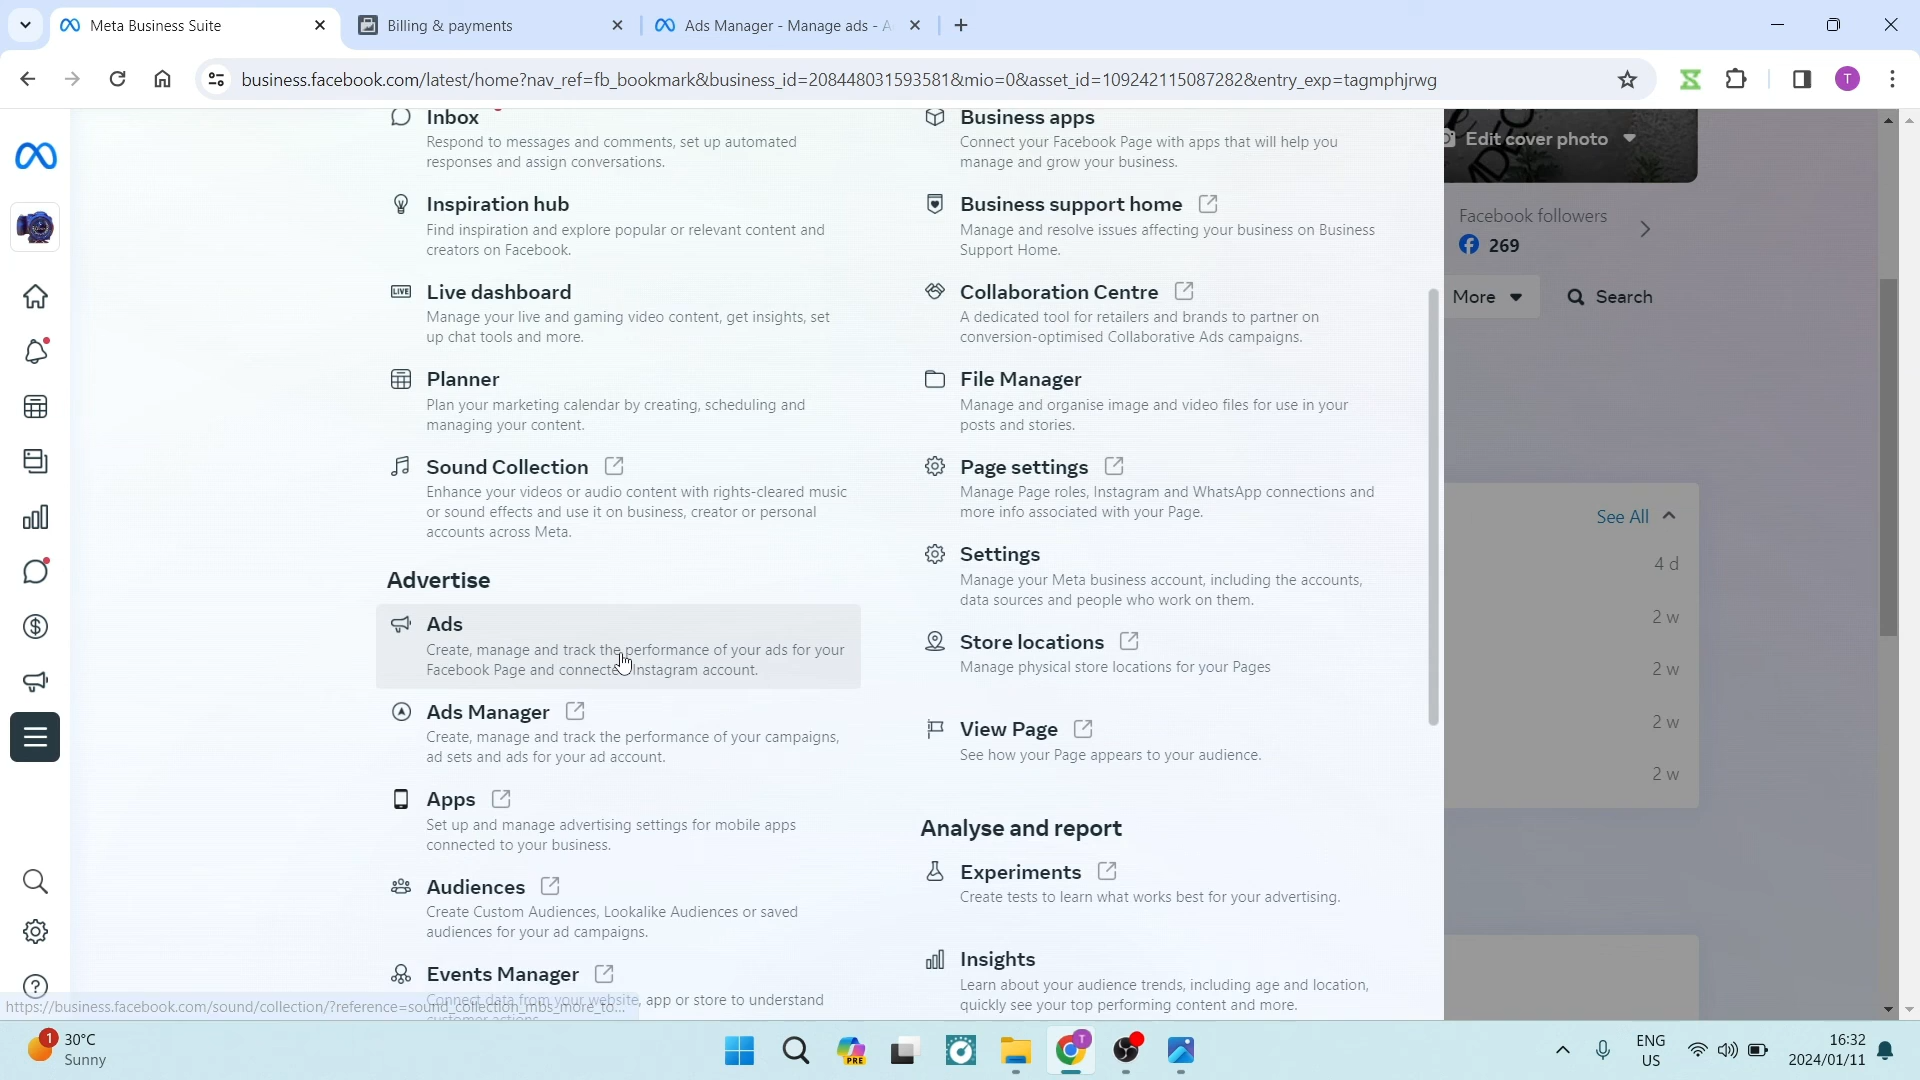 Meta Business Suite
Billing & payments
Ads Manager - Manage ads - A
business.facebook.com/latest/home?nav_ref=fb_bookmark&business_id=208448031593581&mio=0&asset_id=109242115087282&entry_exp=tagmphjrwg
T
Inbox
Respond to messages and comments, set up automated
responses and assign conversations.
Inspiration hub
Find inspiration and explore popular or relevant content and
creators on Facebook.
LIVE Live dashboard
Manage your live and gaming video content, get insights, set
up chat tools and more.
Planner
Plan your marketing calendar by creating, scheduling and
managing your content.
Sound Collection
Enhance your videos or audio content with rights-cleared music
or sound effects and use it on business, creator or personal
accounts across Meta.
Advertise
Ads
Create, manage and track the performance of your ads for your
Facebook Page and connected Instagram account.
Ads Manager
Create, manage and track the performance of your campaigns,
ad sets and ads for your ad account.
Apps
Set up and manage advertising settings for mobile apps
connected to your business.
Audiences
Create Custom Audiences, Lookalike Audiences or saved
audiences for your ad campaigns.
Events Manager
Connect data from your website, app or store to understand
customer actions.
Business apps
Connect your Facebook Page with apps that will help you
manage and grow your business.
Business support home
Manage and resolve issues affecting your business on Business
Support Home.
Collaboration Centre
A dedicated tool for retailers and brands to partner on
conversion-optimised Collaborative Ads campaigns.
File Manager
Manage and organise image and video files for use in your
posts and stories.
Page settings
Manage Page roles, Instagram and WhatsApp connections and
more info associated with your Page.
Settings
Manage your Meta business account, including the accounts,
data sources and people who work on them.
Store locations
Manage physical store locations for your Pages
View Page
See how your Page appears to your audience.
Analyse and report
Experiments
Create tests to learn what works best for your advertising.
Insights
Learn about your audience trends, including age and location,
quickly see your top performing content and more.
Edit cover photo
Facebook followers
269
More
Search
See All
4 d
2 w
2 w
2 w
2 w
https://business.facebook.com/sound/collection/?reference=sound_collection_mbs_more_to...
1
30°C
Sunny
PRE
T
ENG
US
16:32
2024/01/11